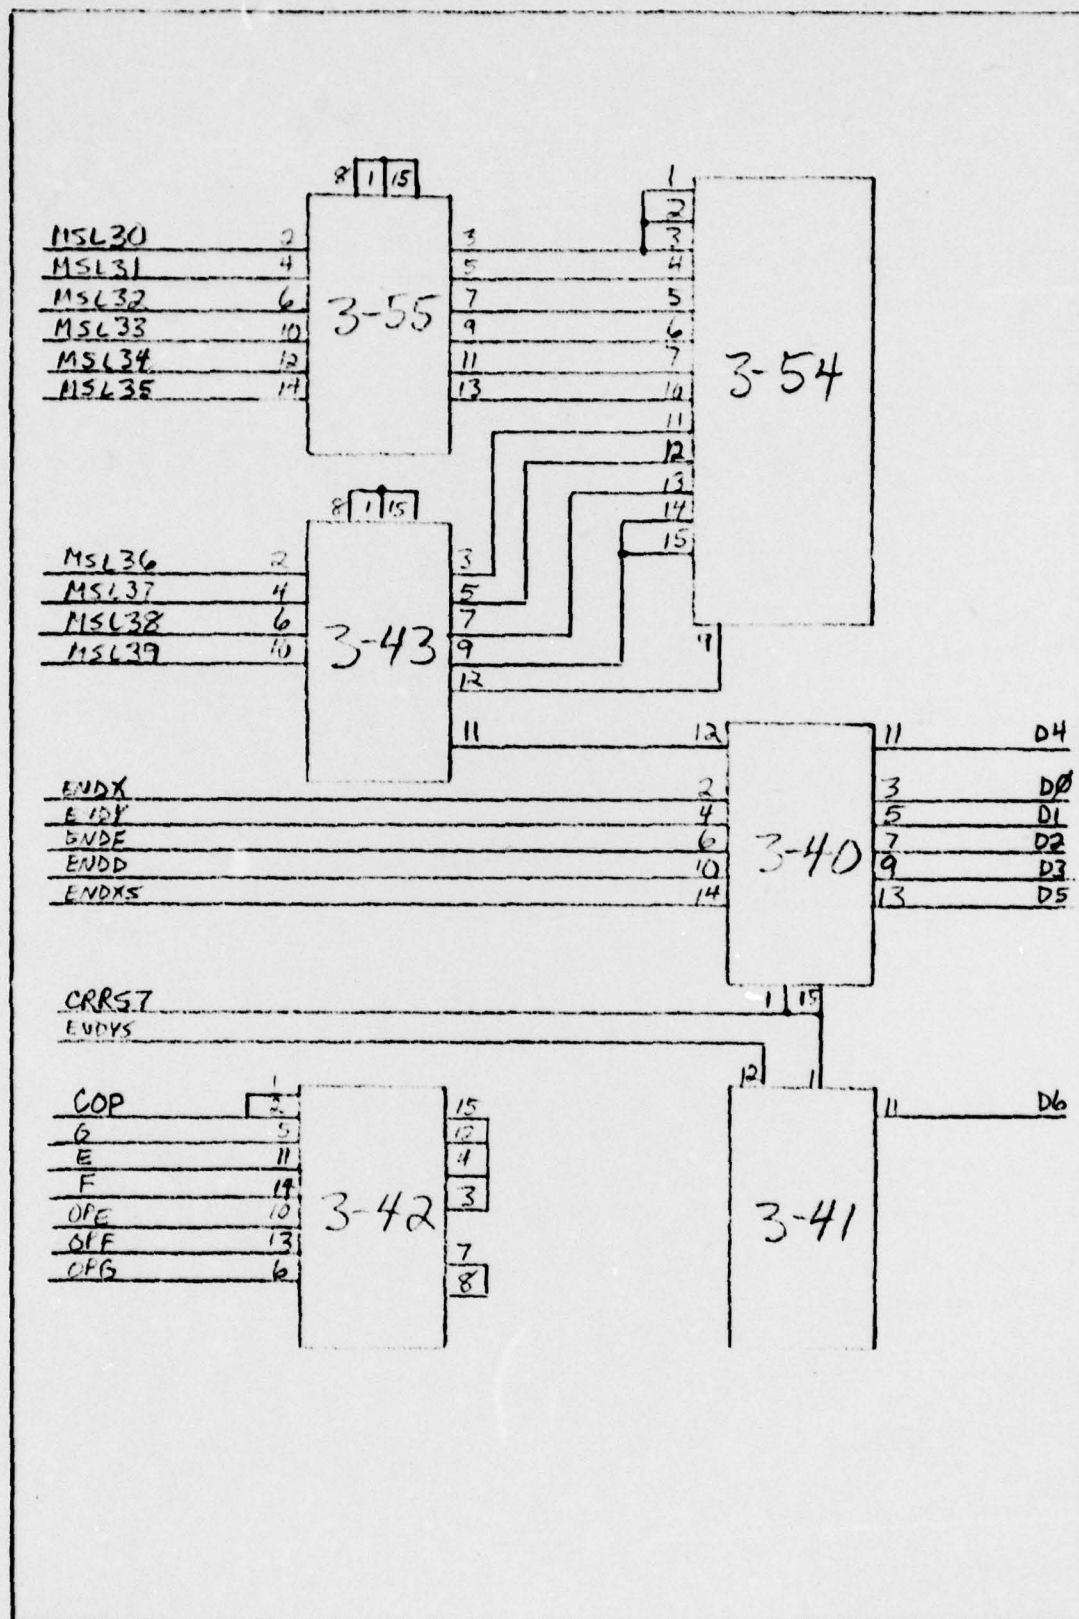 8 1 15
1
2
MSL30 2 3 3
MSL31 4 5 4
MSL32 6 7 5
3-55
MSL33 10 9 6
MSL34 12 11 7
3-54
MSL35 14 13 10
11
12
8 1 15 13
14
15
MSL36 2 3
MSL37 4 5
MSL38 6 7
3-43
MSL39 10 9
12 9
11 12 11 D4
ENDX 2 3 DØ
4 5 D1
ENDE 6 7 D2
3-40
ENDD 10 9 D3
ENDXS 14 13 D5
CRRST 1 15
ENDYS
12 1
COP 1 2 15 11 D6
G 5 12
E 11 4
F 14 3
3-42 3-41
OPE 10
OPF 13 7
OPG 6 8